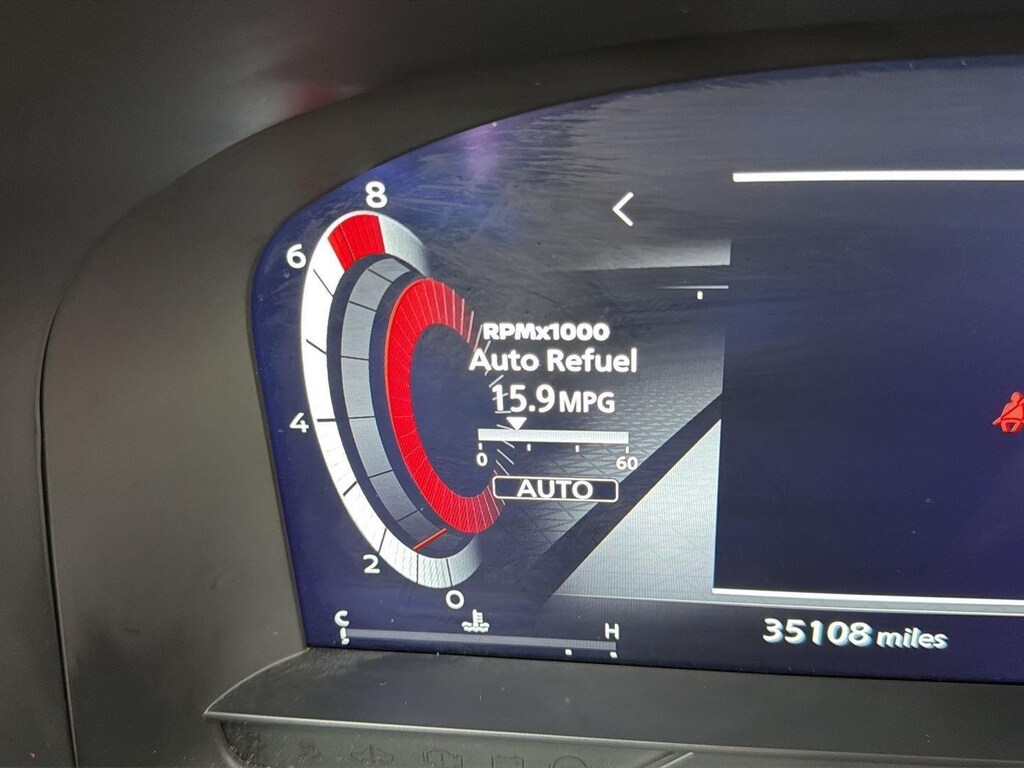 8
6
RPMx1000
Auto Refuel
15.9 MPG
4
0 60
AUTO
2
0
C H
35108 miles